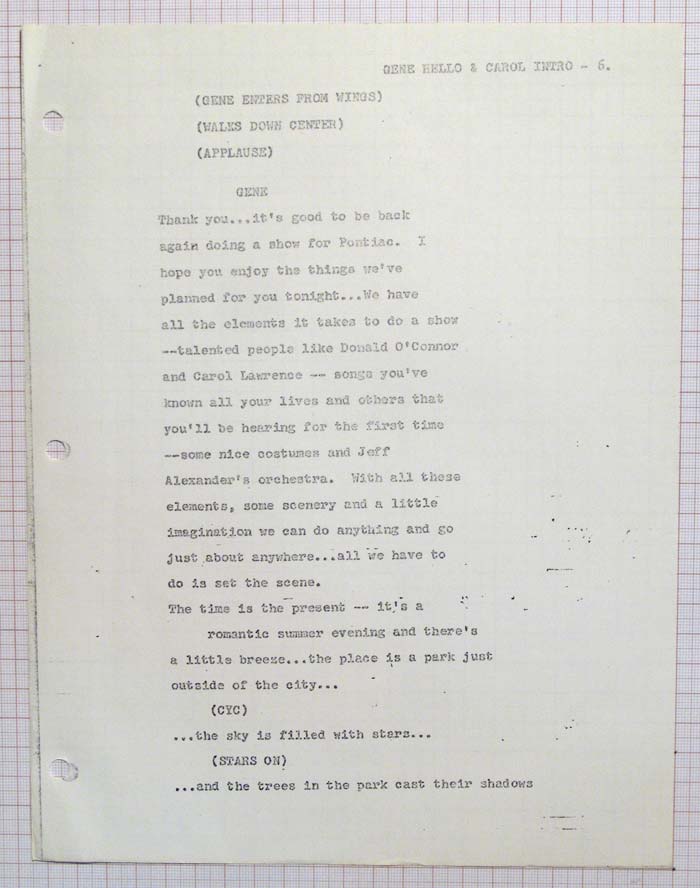 GENE HELLO & CAROL INTRO - 6.
(GENE ENTERS FROM WINGS)
(WALKS DOWN CENTER)
(APPLAUSE)
GENE
Thank you...it's good to be back
again doing a show for Pontiac. I
hope you enjoy the things we've
planned for you tonight...We have
all the elements it takes to do a show
--talented people like Donald O'Connor
and Carol Lawrence -- songs you've
known all your lives and others that
you'll be hearing for the first time
--some nice costumes and Jeff
Alexander's orchestra. With all these
elements, some scenery and a little
imagination we can do anything and go
just about anywhere...all we have to
do is set the scene.
The time is the present -- it's a
romantic summer evening and there's
a little breeze...the place is a park just
outside of the city...
(CYC)
...the sky is filled with stars...
(STARS ON)
...and the trees in the park cast their shadows